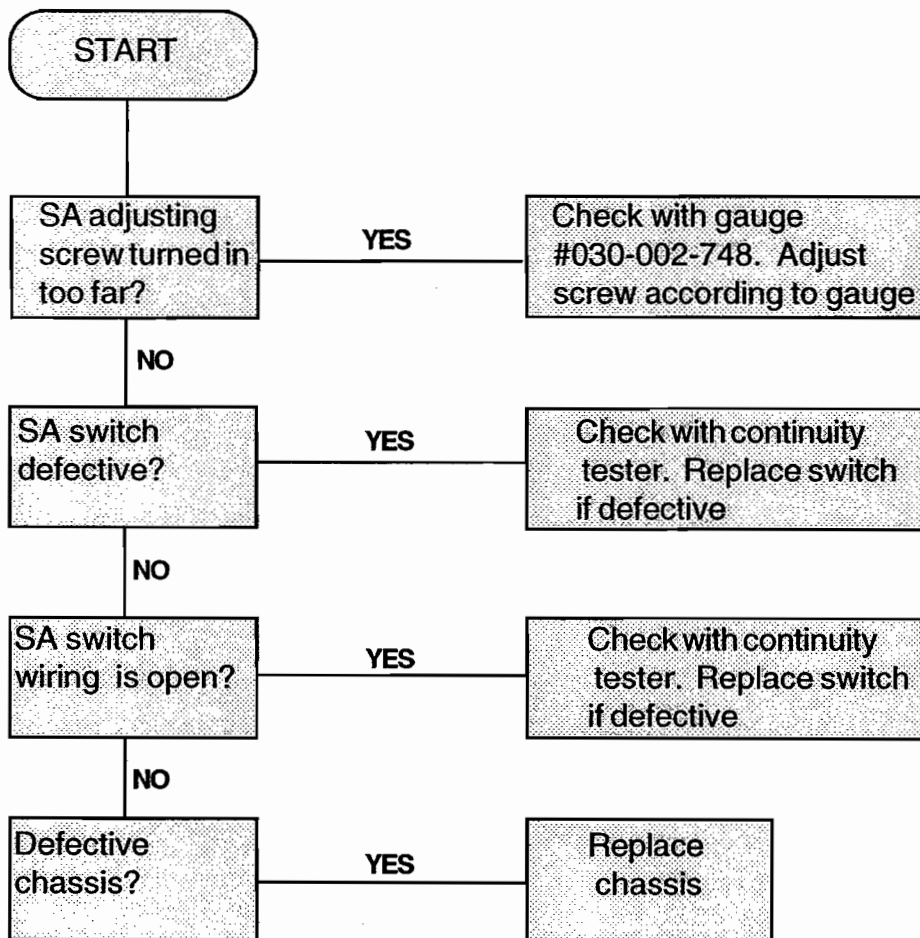 START
SA adjusting
screw turned in
too far?
YES
Check with gauge
#030-002-748. Adjust
screw according to gauge
NO
SA switch
defective?
YES
Check with continuity
tester. Replace switch
if defective
NO
SA switch
wiring is open?
YES
Check with continuity
tester. Replace switch
if defective
NO
Defective
chassis?
YES
Replace
chassis